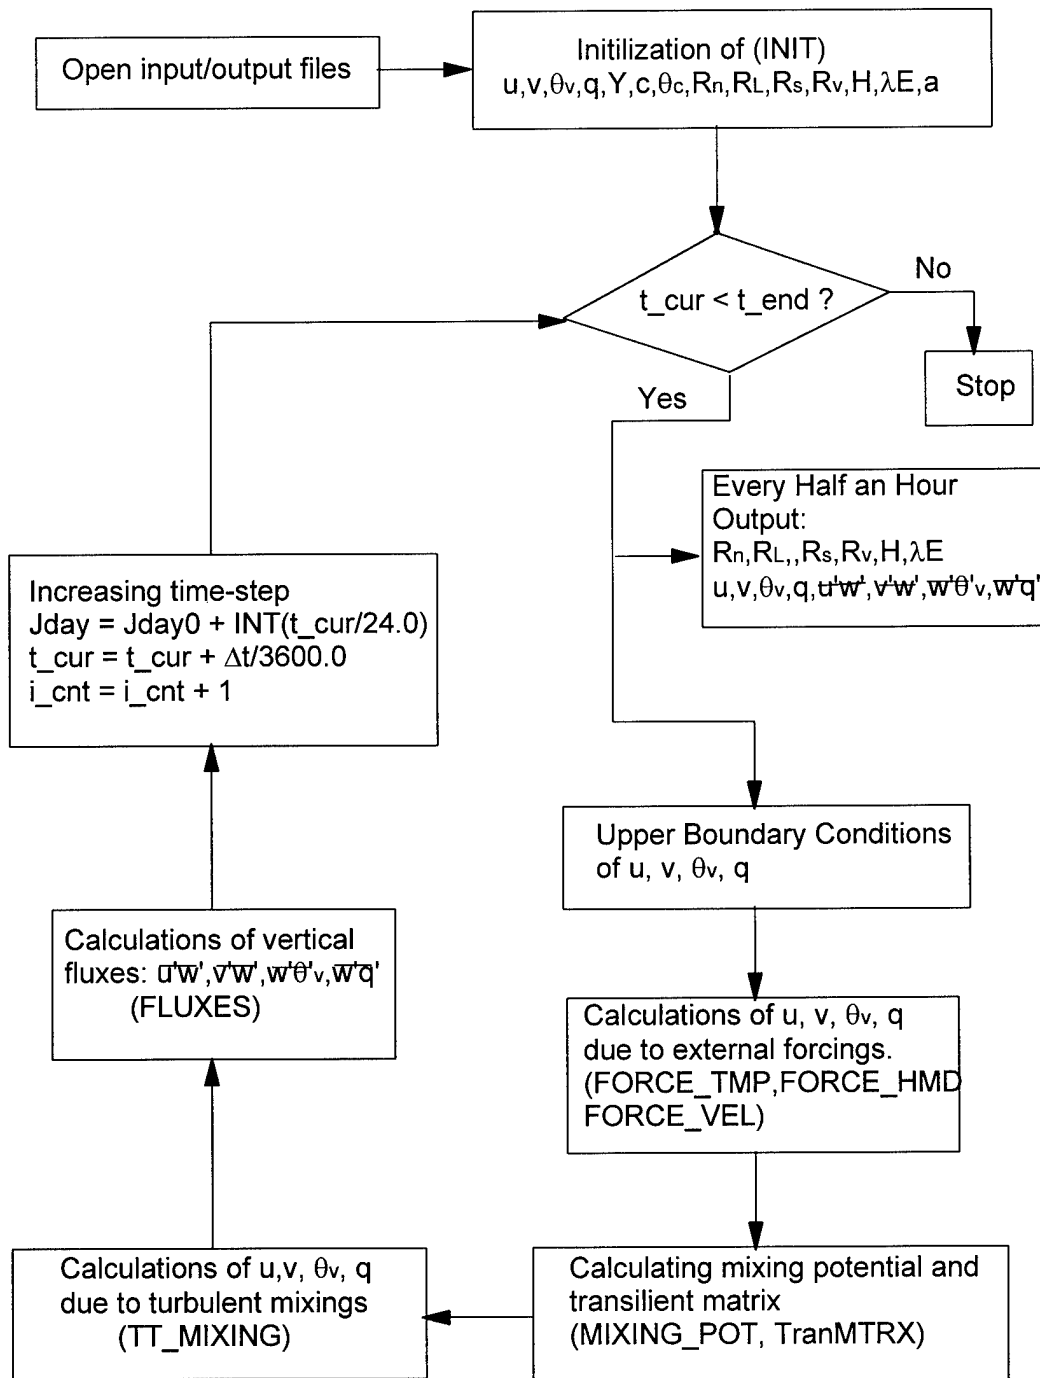 Open input/output files
Initilization of (INIT)
u,v,θv,q,Y,c,θc,Rn,RL,Rs,Rv,H,λE,a
t_cur < t_end ?
No
Stop
Yes
Every Half an Hour
Output:
Rn,RL,,Rs,Rv,H,λE
u,v,θv,q,u'w',v'w',w'θ'v,w'q'
Increasing time-step
Jday = Jday0 + INT(t_cur/24.0)
t_cur = t_cur + Δt/3600.0
i_cnt = i_cnt + 1
Upper Boundary Conditions
of u, v, θv, q
Calculations of vertical
fluxes: u'w',v'w',w'θ'v,w'q'
(FLUXES)
Calculations of u, v, θv, q
due to external forcings.
(FORCE_TMP,FORCE_HMD
FORCE_VEL)
Calculations of u,v, θv, q
due to turbulent mixings
(TT_MIXING)
Calculating mixing potential and
transilient matrix
(MIXING_POT, TranMTRX)